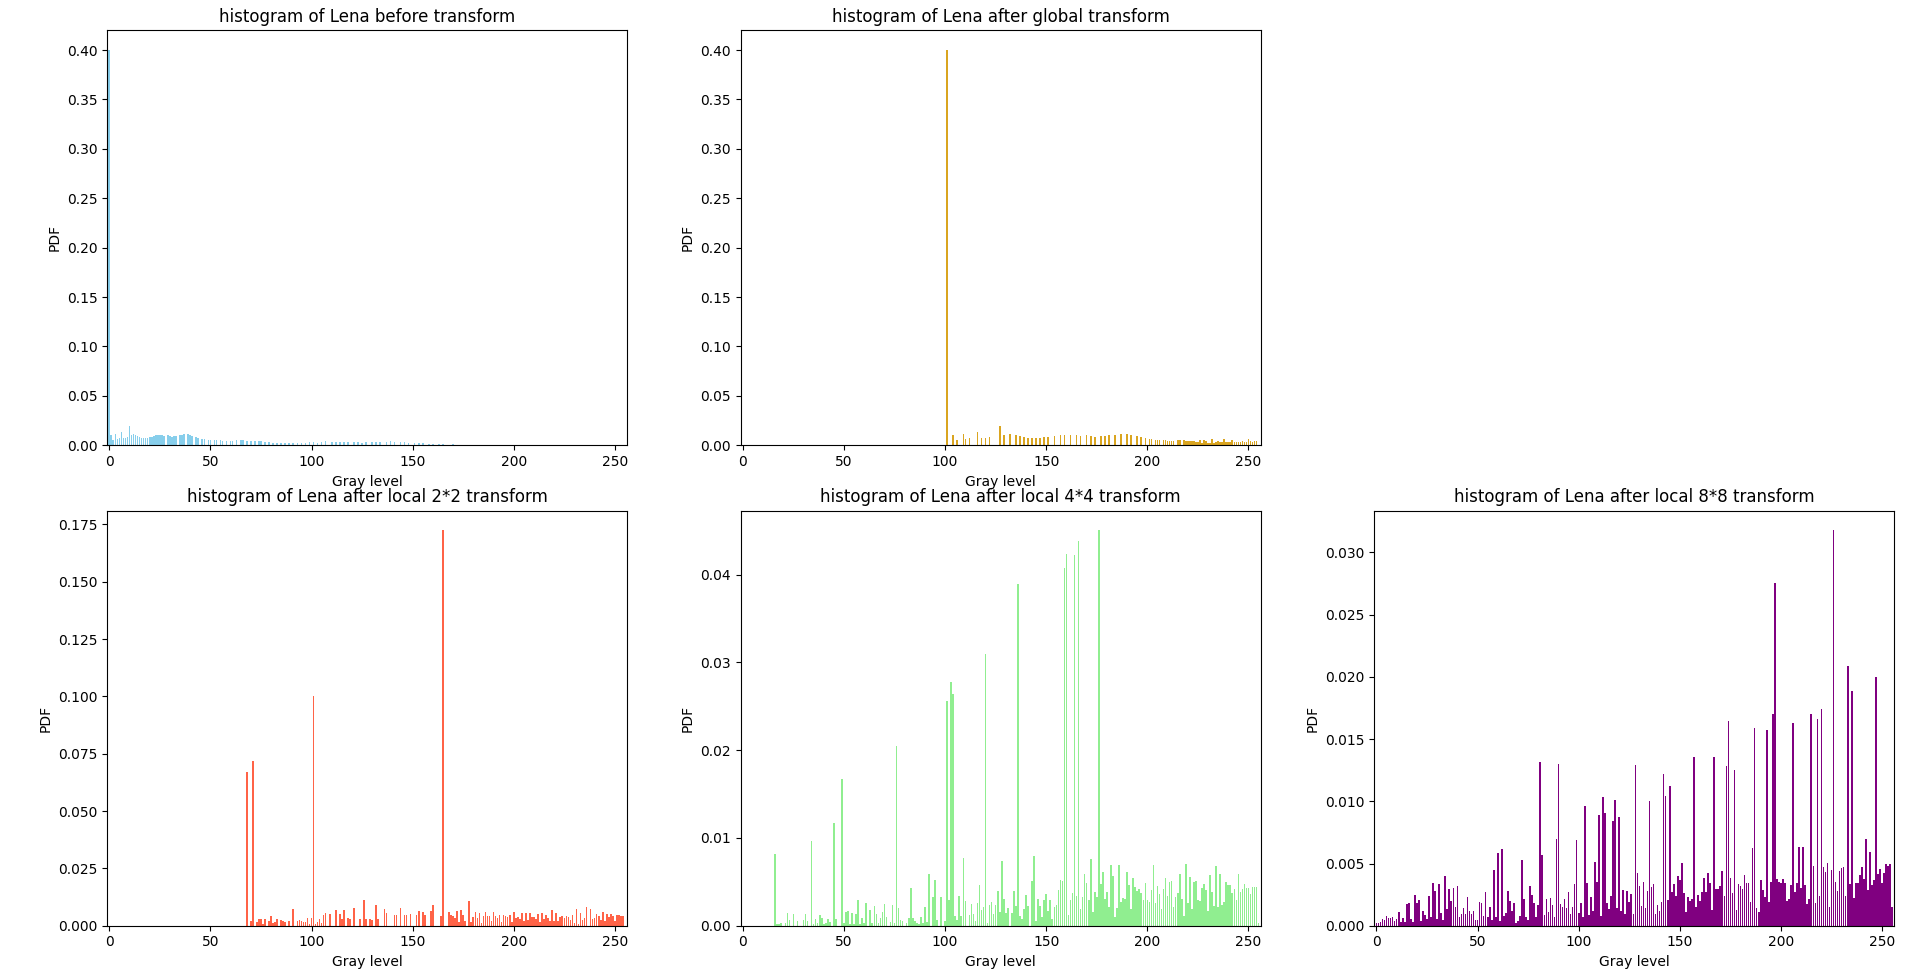 histogram of Lena before transform
PDF
0.40
0.35
0.30
0.25
0.20
0.15
0.10
0.05
0.00
0 50 100 150 200 250
Gray level
histogram of Lena after global transform
PDF
0.40
0.35
0.30
0.25
0.20
0.15
0.10
0.05
0.00
0 50 100 150 200 250
Gray level
histogram of Lena after local 2*2 transform
PDF
0.175
0.150
0.125
0.100
0.075
0.050
0.025
0.000
0 50 100 150 200 250
Gray level
histogram of Lena after local 4*4 transform
PDF
0.04
0.03
0.02
0.01
0.00
0 50 100 150 200 250
Gray level
histogram of Lena after local 8*8 transform
PDF
0.030
0.025
0.020
0.015
0.010
0.005
0.000
0 50 100 150 200 250
Gray level